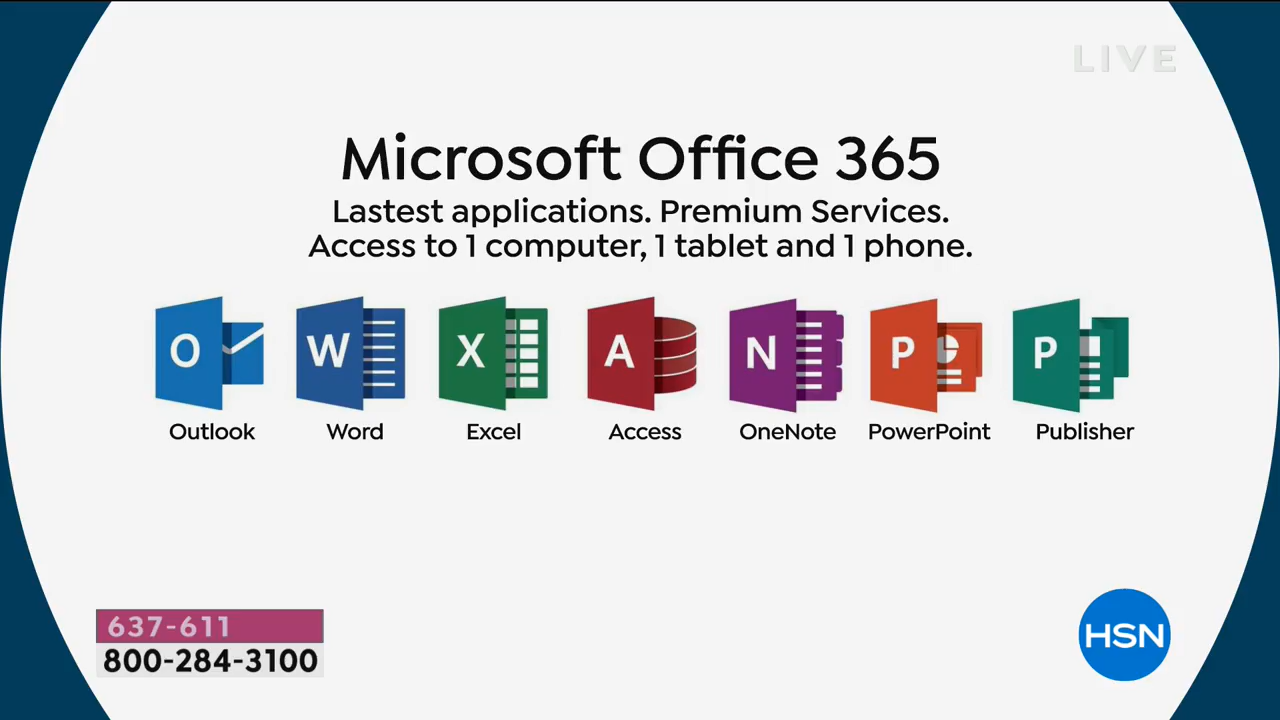 LIVE
Microsoft Office 365
Lastest applications. Premium Services.
Access to 1 computer, 1 tablet and 1 phone.
O W X A N P P
Outlook Word Excel Access OneNote PowerPoint Publisher
637-611
800-284-3100
HSN